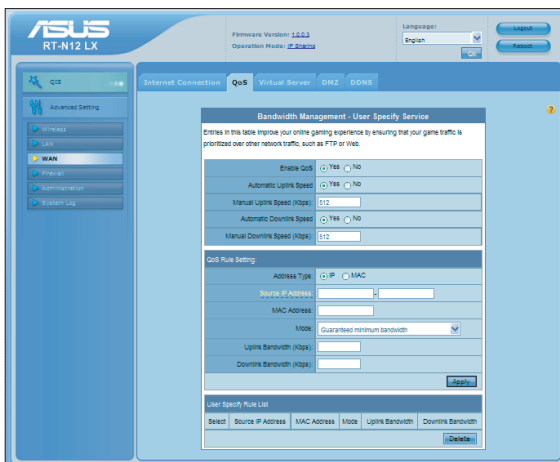 ASUS
RT-N12 LX
Firmware Version: 1.0.0.3
Operation Mode: IP Sharing
Language:
English
OK
Logout
Reboot
QIS
Advanced Setting
Wireless
LAN
WAN
Firewall
Administration
System Log
Internet Connection QoS Virtual Server DMZ DDNS
Bandwidth Management - User Specify Service
Entries in this table improve your online gaming experience by ensuring that your game traffic is
prioritized over other network traffic, such as FTP or Web.
Enable QoS Yes No
Automatic Uplink Speed Yes No
Manual Uplink Speed (Kbps): 512
Automatic Downlink Speed Yes No
Manual Downlink Speed (Kbps): 512
QoS Rule Setting:
Address Type: IP MAC
Source IP Address: -
MAC Address:
Mode: Guaranteed minimum bandwidth
Uplink Bandwidth (Kbps):
Downlink Bandwidth (Kbps):
Apply
User Specify Rule List
Select Source IP Address MAC Address Mode Uplink Bandwidth Downlink Bandwidth
Delete